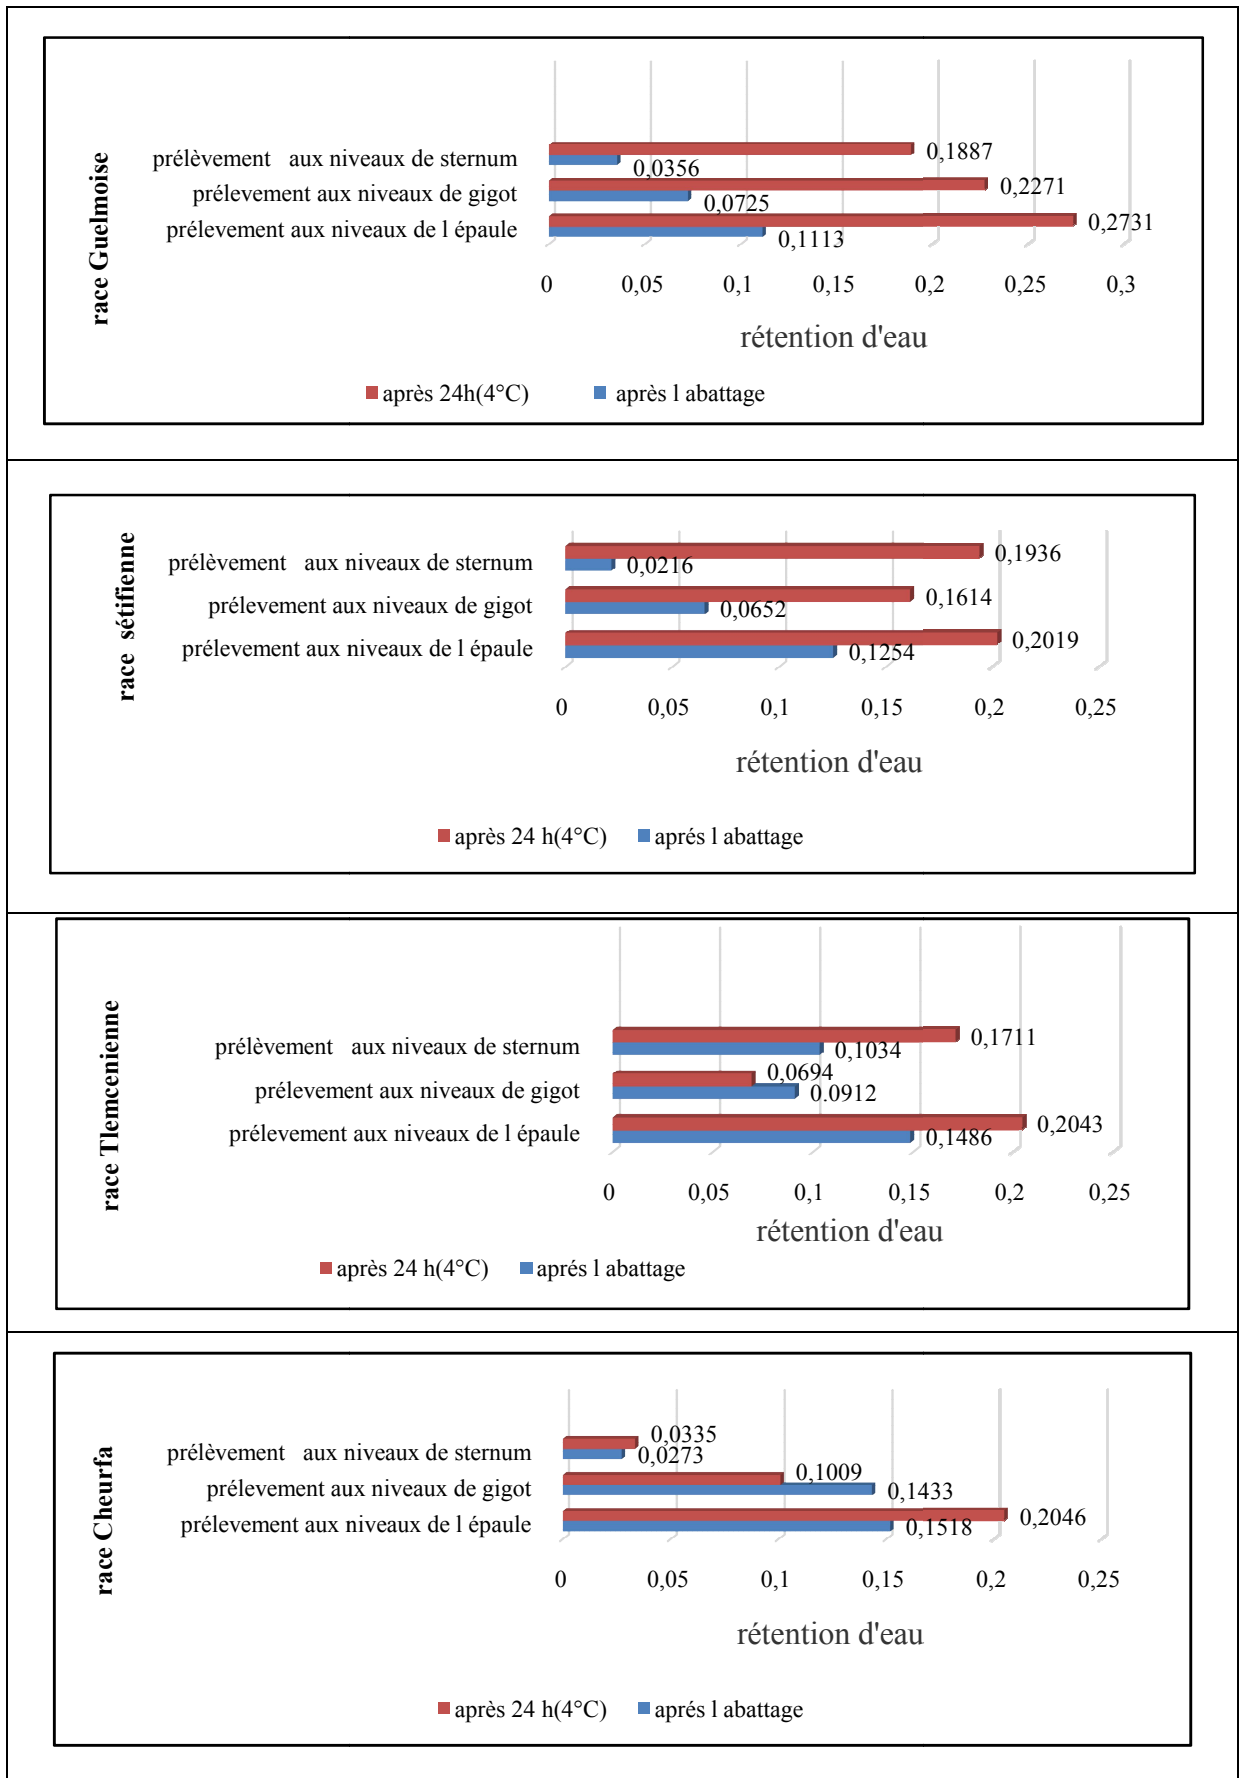 race Guelmoise
prélèvement aux niveaux de sternum
0,1887
0,0356
prélevement aux niveaux de gigot
0,2271
0,0725
prélevement aux niveaux de l épaule
0,2731
0,1113
0 0,05 0,1 0,15 0,2 0,25 0,3
rétention d'eau
après 24h(4°C) après l abattage
race sétifienne
prélèvement aux niveaux de sternum
0,1936
0,0216
prélevement aux niveaux de gigot
0,1614
0,0652
prélevement aux niveaux de l épaule
0,2019
0,1254
0 0,05 0,1 0,15 0,2 0,25
rétention d'eau
après 24 h(4°C) aprés l abattage
race Tlemcenienne
prélèvement aux niveaux de sternum
0,1711
0,1034
prélevement aux niveaux de gigot
0,0694
0.0912
prélevement aux niveaux de l épaule
0,2043
0,1486
0 0,05 0,1 0,15 0,2 0,25
rétention d'eau
après 24 h(4°C) aprés l abattage
race Cheurfa
prélèvement aux niveaux de sternum
0,0335
0,0273
prélevement aux niveaux de gigot
0,1009
0,1433
prélevement aux niveaux de l épaule
0,2046
0,1518
0 0,05 0,1 0,15 0,2 0,25
rétention d'eau
après 24 h(4°C) aprés l abattage